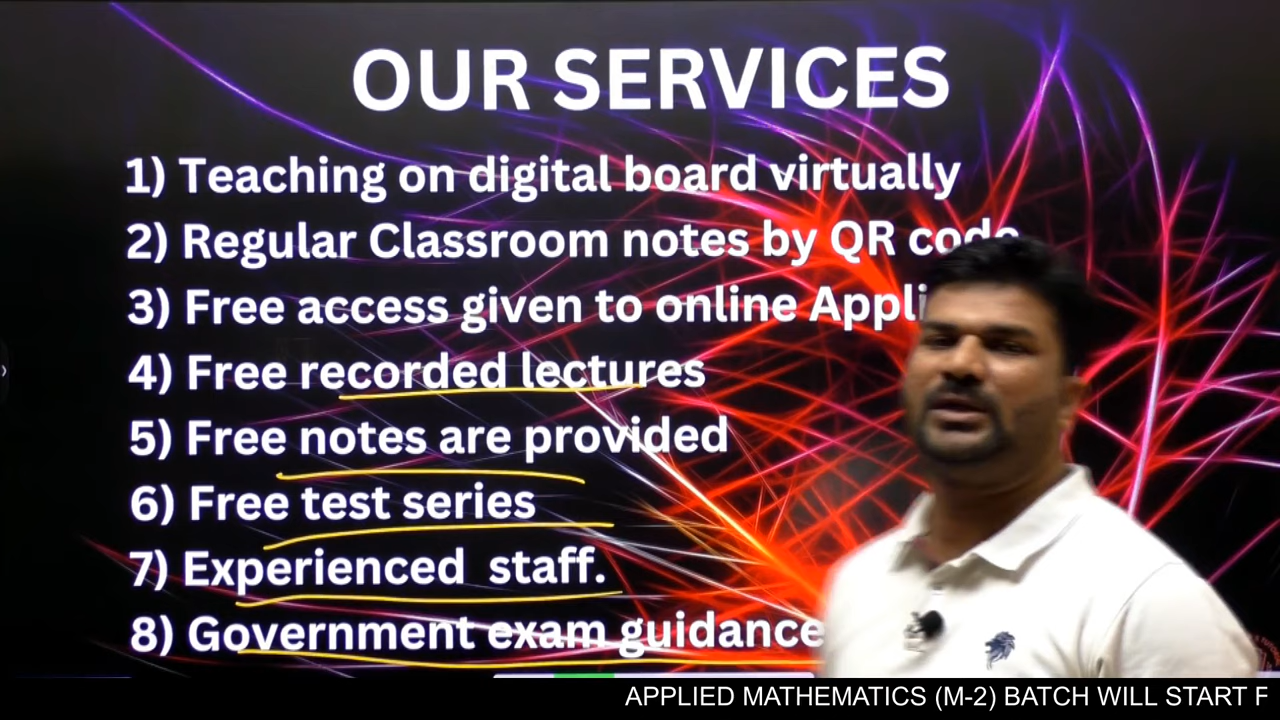 OUR SERVICES
1) Teaching on digital board virtually
2) Regular Classroom notes by QR code
3) Free access given to online
4) Free recorded lectures
5) Free notes are provided
6) Free test series
7) Experienced staff.
8) Government exam guidance
APPLIED MATHEMATICS (M-2) BATCH WILL START F